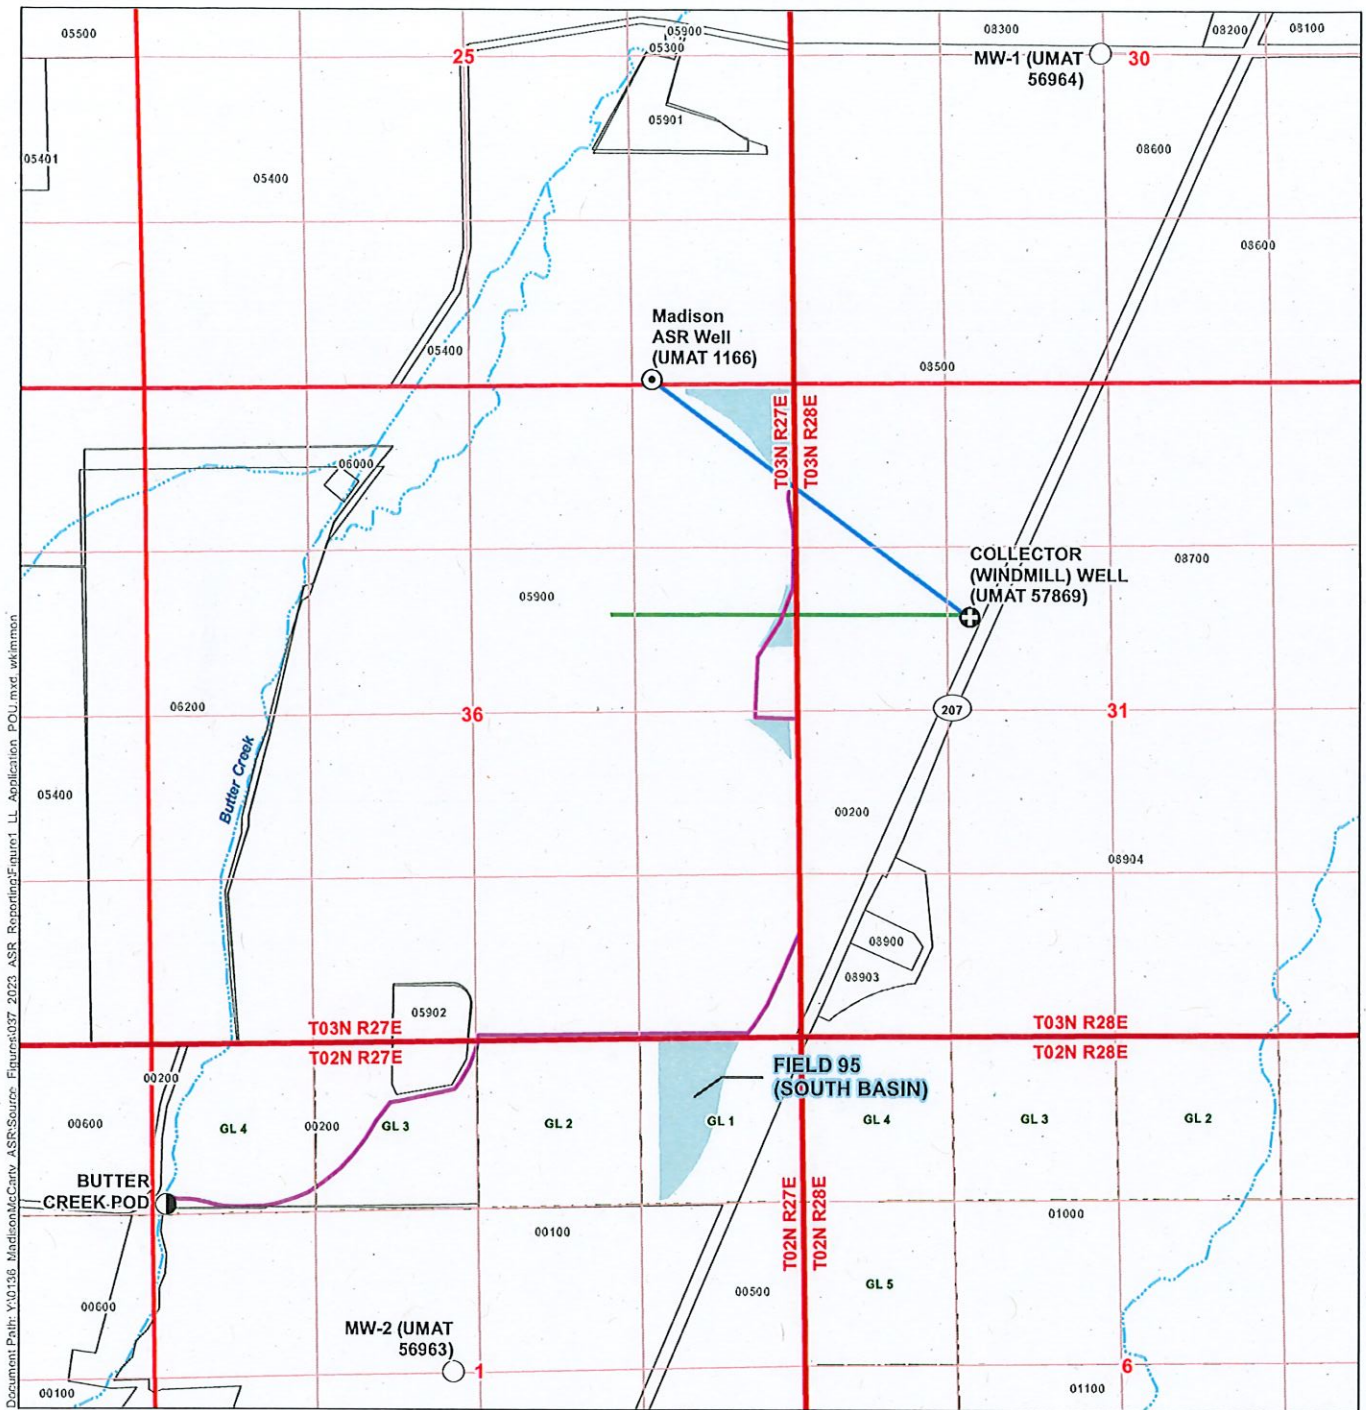 05500
25
05900
05300
08300
08200
08100
MW-1 (UMAT
56964)
30
05901
05401
05400
08600
08600
Madison
ASR Well
(UMAT 1166)
05400
08500
T03N R27E
T03N R28E
06000
COLLECTOR
(WINDMILL) WELL
(UMAT 57869)
08700
05900
06200
36
207
31
Butter Creek
05400
00200
08904
08900
08903
05902
T03N R27E
T02N R27E
T03N R28E
T02N R28E
00200
FIELD 95
(SOUTH BASIN)
00600
GL 4
00200
GL 3
GL 2
GL 1
GL 4
GL 3
GL 2
BUTTER
CREEK POD
T02N R27E
T02N R28E
00100
01000
GL 5
00500
00600
MW-2 (UMAT
56963)
1
6
00100
01100
Document Path: Y:\0136_MadisonMcCarty_ASR\Source_Figures\037_2023_ASR_Reporting\Figure1_LL_Application_POU.mxd, wkimmon